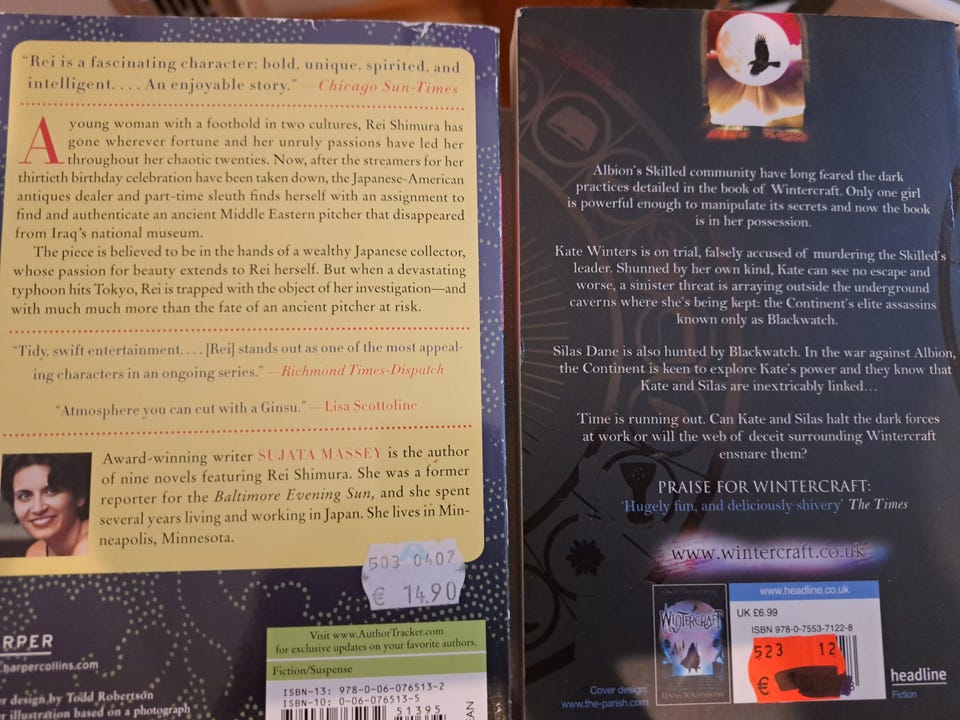 "Rei is a fascinating character: bold, unique, spirited, and
intelligent. . . . An enjoyable story." —Chicago Sun-Times
A young woman with a foothold in two cultures, Rei Shimura has
gone wherever fortune and her unruly passions have led her
throughout her chaotic twenties. Now, after the streamers for her
thirtieth birthday celebration have been taken down, the Japanese-American
antiques dealer and part-time sleuth finds herself with an assignment to
find and authenticate an ancient Middle Eastern pitcher that disappeared
from Iraq's national museum.
The piece is believed to be in the hands of a wealthy Japanese collector,
whose passion for beauty extends to Rei herself. But when a devastating
typhoon hits Tokyo, Rei is trapped with the object of her investigation—and
with much much more than the fate of an ancient pitcher at risk.
"Tidy, swift entertainment. . . . [Rei] stands out as one of the most appeal-
ing characters in an ongoing series." —Richmond Times-Dispatch
"Atmosphere you can cut with a Ginsu." —Lisa Scottoline
Award-winning writer SUJATA MASSEY is the author
of nine novels featuring Rei Shimura. She was a former
reporter for the Baltimore Evening Sun, and she spent
several years living and working in Japan. She lives in Min-
neapolis, Minnesota.
503 0407
€ 14.90
RPER
.harpercollins.com
er design by Todd Robertson
r illustration based on a photograph
Visit www.AuthorTracker.com
for exclusive updates on your favorite authors.
Fiction/Suspense
ISBN-13: 978-0-06-076513-2
ISBN-10: 0-06-076513-5
51395
EAN
Albion's Skilled community have long feared the dark
practices detailed in the book of Wintercraft. Only one girl
is powerful enough to manipulate its secrets and now the book
is in her possession.
Kate Winters is on trial, falsely accused of murdering the Skilled's
leader. Shunned by her own kind, Kate can see no escape and
worse, a sinister threat is arraying outside the underground
caverns where she's being kept: the Continent's elite assassins
known only as Blackwatch.
Silas Dane is also hunted by Blackwatch. In the war against Albion,
the Continent is keen to explore Kate's power and they know that
Kate and Silas are inextricably linked…
Time is running out. Can Kate and Silas halt the dark forces
at work or will the web of deceit surrounding Wintercraft
ensnare them?
PRAISE FOR WINTERCRAFT:
'Hugely fun, and deliciously shivery' The Times
www.wintercraft.co.uk
WINTERCRAFT
JENNA BURTENSHAW
www.headline.co.uk
UK £6.99
ISBN 978-0-7553-7122-8
523 12
€
Cover design:
www.the-parish.com
headline
Fiction